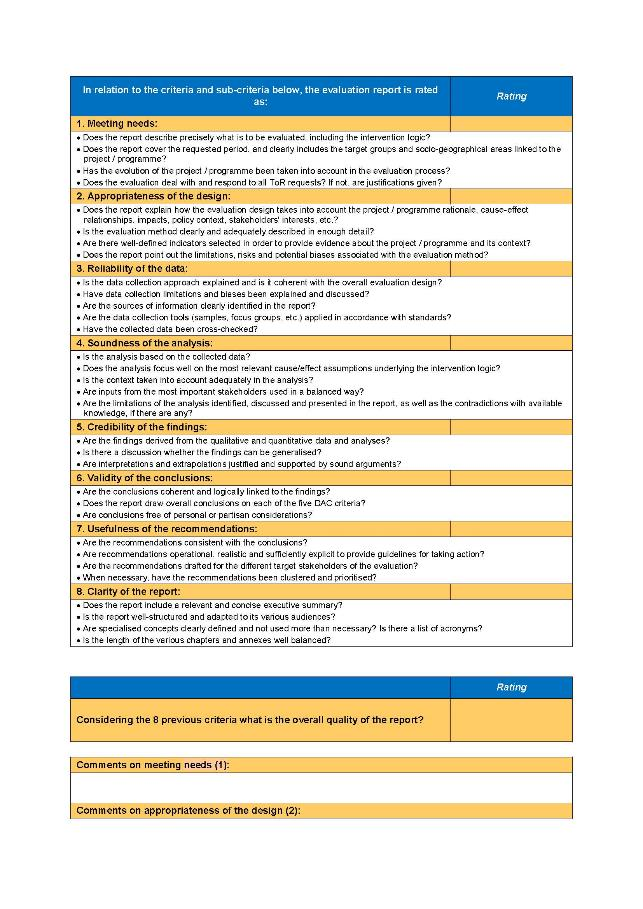 In relation to the criteria and sub-criteria below, the evaluation report is rated
as:
Rating
1. Meeting needs:
• Does the report describe precisely what is to be evaluated, including the intervention logic?
• Does the report cover the requested period, and clearly includes the target groups and socio-geographical areas linked to the
project / programme?
• Has the evolution of the project / programme been taken into account in the evaluation process?
• Does the evaluation deal with and respond to all ToR requests? If not, are justifications given?
2. Appropriateness of the design:
• Does the report explain how the evaluation design takes into account the project / programme rationale, cause-effect
relationships, impacts, policy context, stakeholders' interests, etc.?
• Is the evaluation method clearly and adequately described in enough detail?
• Are there well-defined indicators selected in order to provide evidence about the project / programme and its context?
• Does the report point out the limitations, risks and potential biases associated with the evaluation method?
3. Reliability of the data:
• Is the data collection approach explained and is it coherent with the overall evaluation design?
• Have data collection limitations and biases been explained and discussed?
• Are the sources of information clearly identified in the report?
• Are the data collection tools (samples, focus groups, etc.) applied in accordance with standards?
• Have the collected data been cross-checked?
4. Soundness of the analysis:
• Is the analysis based on the collected data?
• Does the analysis focus well on the most relevant cause/effect assumptions underlying the intervention logic?
• Is the context taken into account adequately in the analysis?
• Are inputs from the most important stakeholders used in a balanced way?
• Are the limitations of the analysis identified, discussed and presented in the report, as well as the contradictions with available
knowledge, if there are any?
5. Credibility of the findings:
• Are the findings derived from the qualitative and quantitative data and analyses?
• Is there a discussion whether the findings can be generalised?
• Are interpretations and extrapolations justified and supported by sound arguments?
6. Validity of the conclusions:
• Are the conclusions coherent and logically linked to the findings?
• Does the report draw overall conclusions on each of the five DAC criteria?
• Are conclusions free of personal or partisan considerations?
7. Usefulness of the recommendations:
• Are the recommendations consistent with the conclusions?
• Are recommendations operational, realistic and sufficiently explicit to provide guidelines for taking action?
• Are the recommendations drafted for the different target stakeholders of the evaluation?
• When necessary, have the recommendations been clustered and prioritised?
8. Clarity of the report:
• Does the report include a relevant and concise executive summary?
• Is the report well-structured and adapted to its various audiences?
• Are specialised concepts clearly defined and not used more than necessary? Is there a list of acronyms?
• Is the length of the various chapters and annexes well balanced?
Rating
Considering the 8 previous criteria what is the overall quality of the report?
Comments on meeting needs (1):
Comments on appropriateness of the design (2):